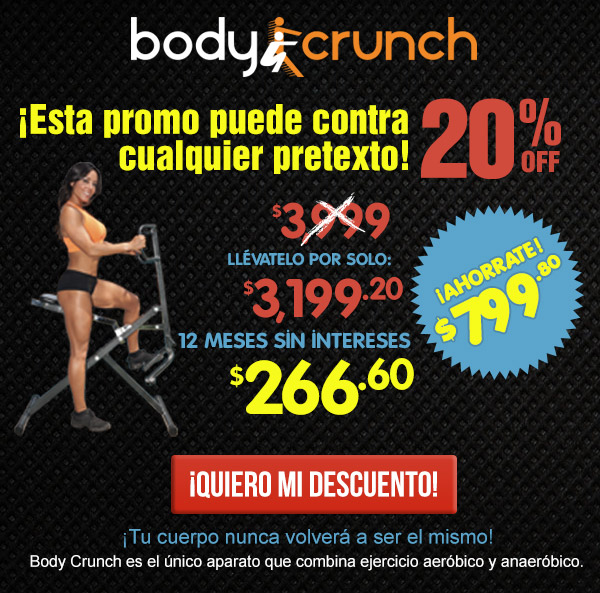 body crunch
¡Esta promo puede contra
cualquier pretexto!
20% OFF
$3,999
LLÉVATELO POR SOLO:
$3,199.20
12 MESES SIN INTERESES
$266.60
¡AHORRATE!
$799.80
¡QUIERO MI DESCUENTO!
¡Tu cuerpo nunca volverá a ser el mismo!
Body Crunch es el único aparato que combina ejercicio aeróbico y anaeróbico.